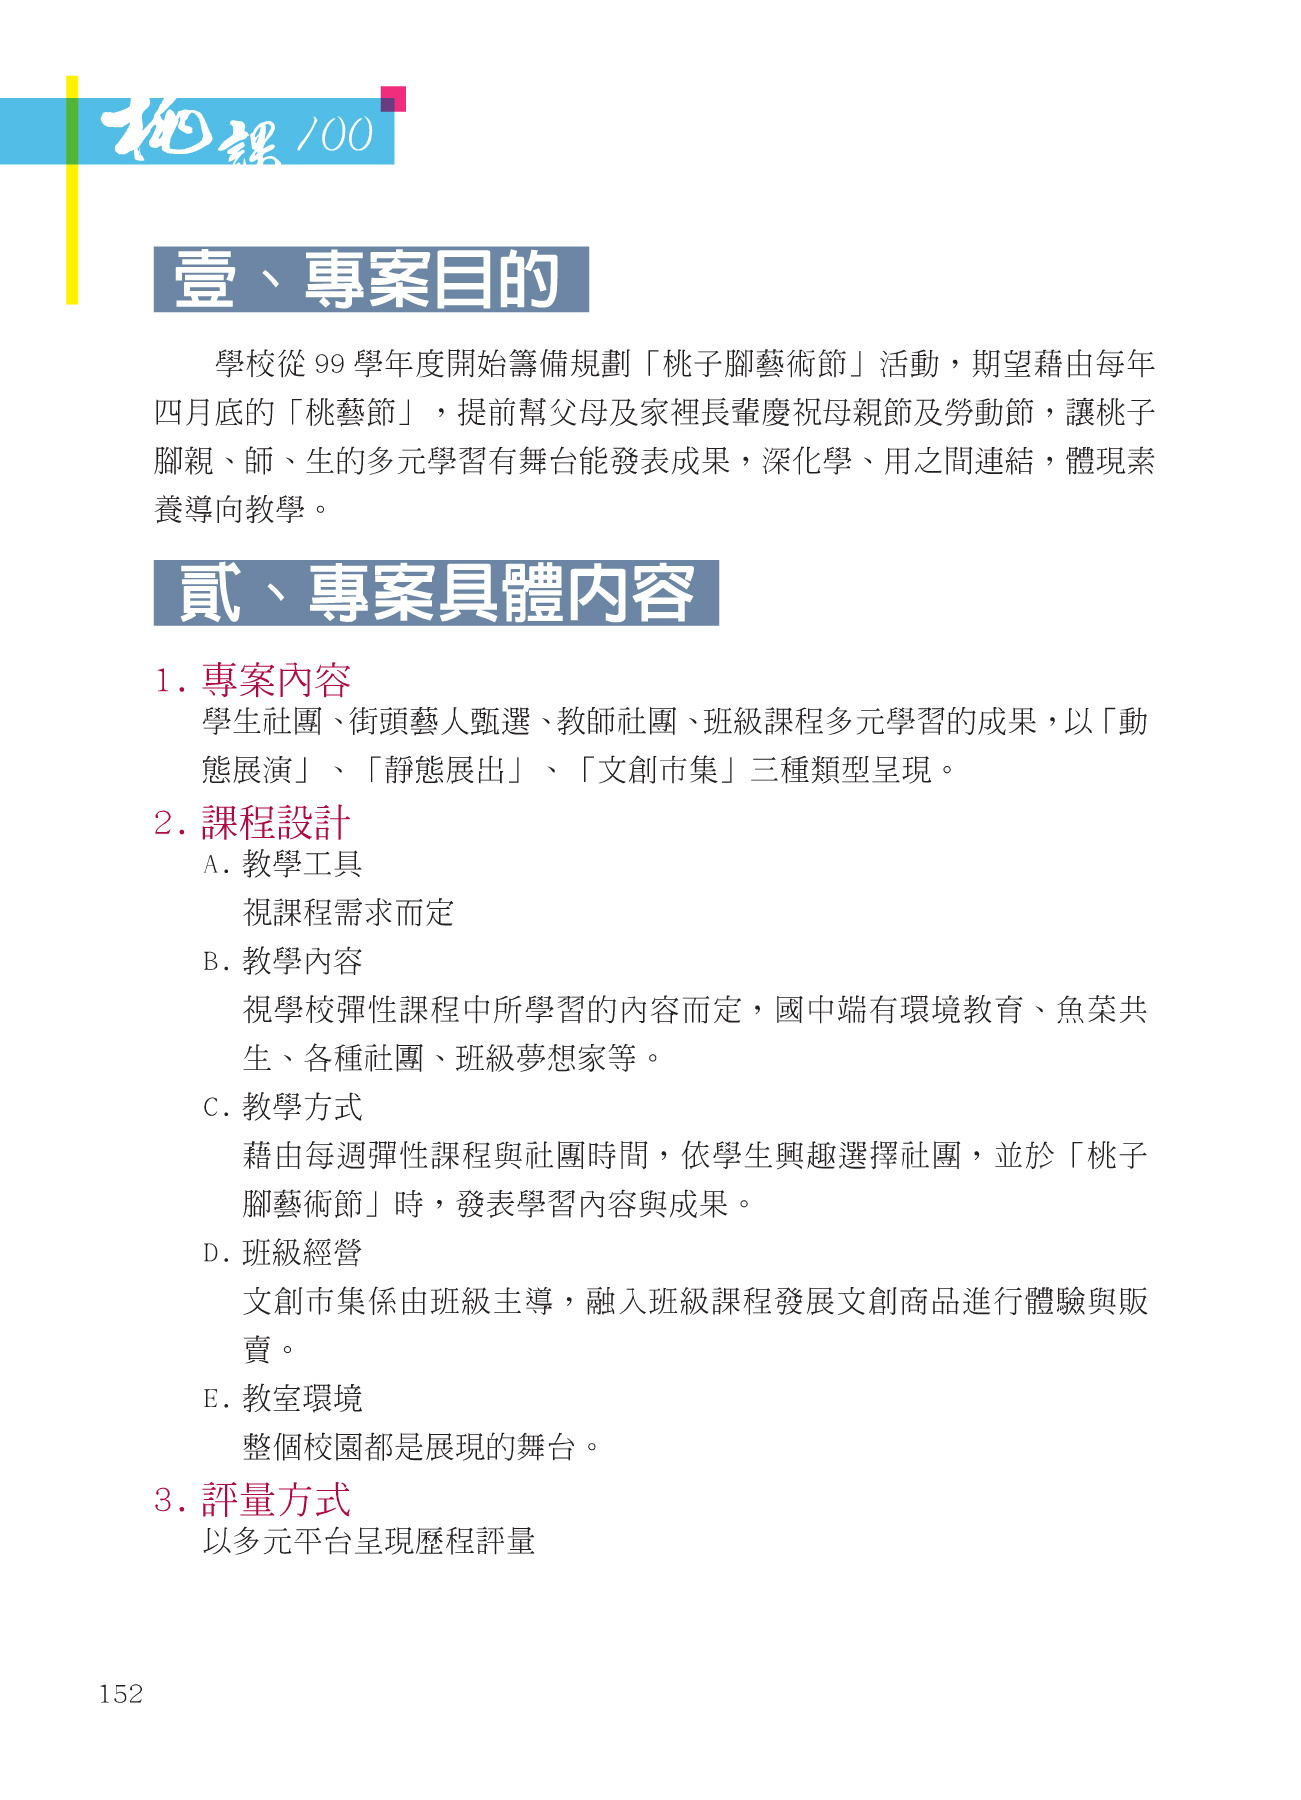 桃課100
壹、專案目的
學校從 99 學年度開始籌備規劃「桃子腳藝術節」活動，期望藉由每年
四月底的「桃藝節」，提前幫父母及家裡長輩慶祝母親節及勞動節，讓桃子
腳親、師、生的多元學習有舞台能發表成果，深化學、用之間連結，體現素
養導向教學。
貳、專案具體內容
1. 專案內容
學生社團、街頭藝人甄選、教師社團、班級課程多元學習的成果，以「動
態展演」、「靜態展出」、「文創市集」三種類型呈現。
2. 課程設計
A. 教學工具
視課程需求而定
B. 教學內容
視學校彈性課程中所學習的內容而定，國中端有環境教育、魚菜共
生、各種社團、班級夢想家等。
C. 教學方式
藉由每週彈性課程與社團時間，依學生興趣選擇社團，並於「桃子
腳藝術節」時，發表學習內容與成果。
D. 班級經營
文創市集係由班級主導，融入班級課程發展文創商品進行體驗與販
賣。
E. 教室環境
整個校園都是展現的舞台。
3. 評量方式
以多元平台呈現歷程評量
152